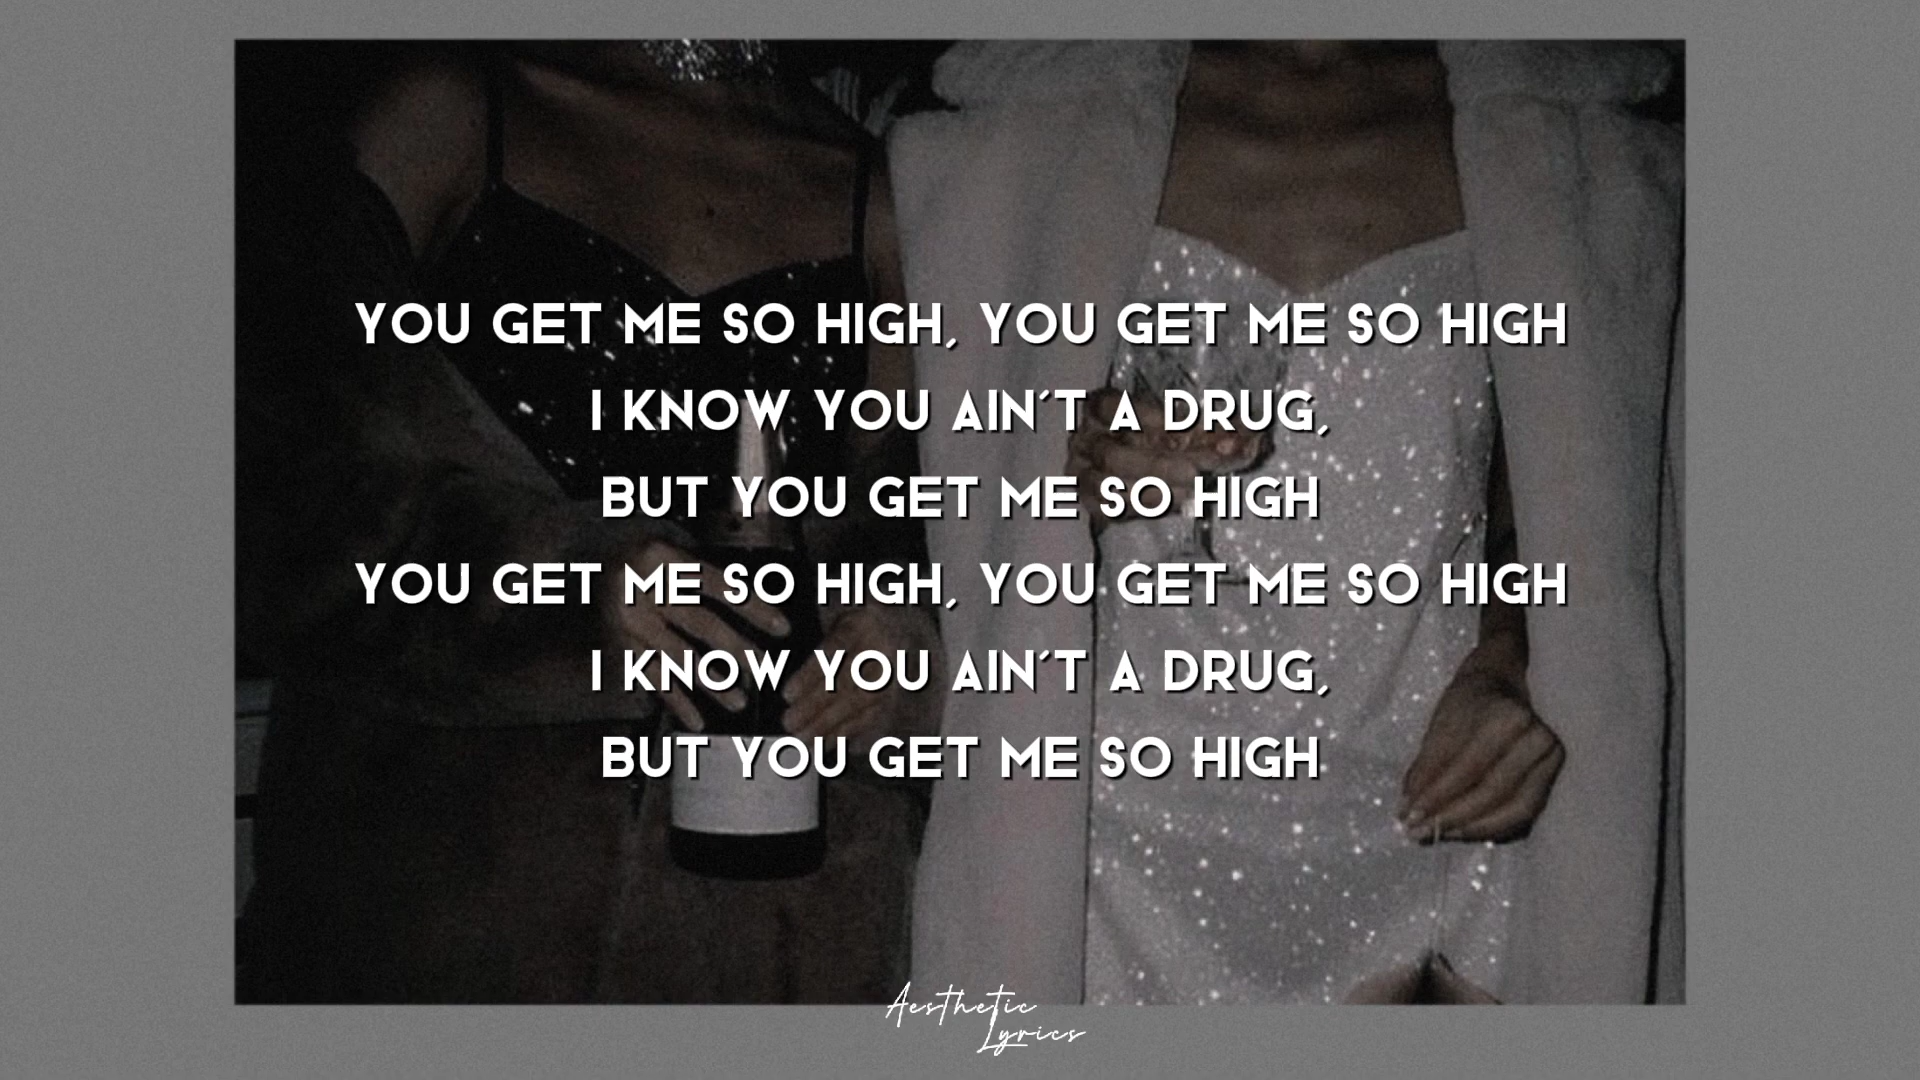 YOU GET ME SO HIGH, YOU GET ME SO HIGH
I KNOW YOU AIN'T A DRUG,
BUT YOU GET ME SO HIGH
YOU GET ME SO HIGH, YOU GET ME SO HIGH
I KNOW YOU AIN'T A DRUG,
BUT YOU GET ME SO HIGH
Aesthetic
Lyrics